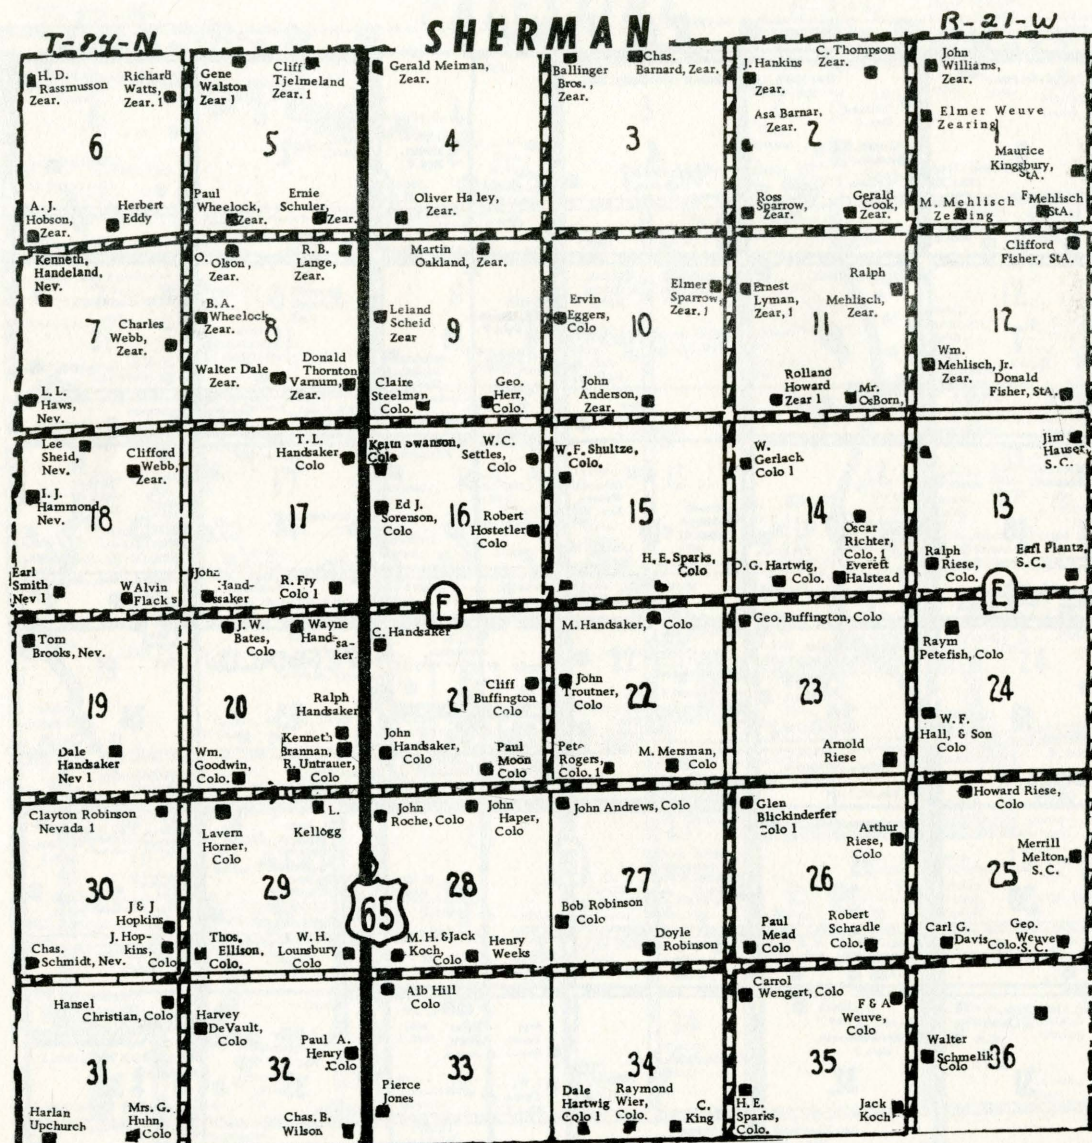 SHERMAN
T-84-N
R-21-W
H. D.
Rassmusson
Zear.
Richard
Watts,
Zear. 1
6
A. J.
Hobson,
Zear.
Herbert
Eddy
Gene
Walston
Zear 1
Cliff
Tjelmeland
Zear. 1
5
Paul
Wheelock,
Zear.
Ernie
Schuler,
Zear.
Gerald Meiman,
Zear.
4
Oliver Haley,
Zear.
Ballinger
Bros.,
Zear.
Chas.
Barnard, Zear.
3
J. Hankins
Zear.
C. Thompson
Zear.
Asa Barnar,
Zear.
2
Ross
Sparrow,
Zear.
Gerald
Cook,
Zear.
John
Williams,
Zear.
Elmer Weuve
Zearing
1
Maurice
Kingsbury,
StA.
M. Mehlisch
Zearing
F Mehlisch
StA.
Kenneth,
Handeland,
Nev.
7
Charles
Webb,
Zear.
L. L.
Haws,
Nev.
O.
Olson,
Zear.
R. B.
Lange,
Zear.
B. A.
Wheelock
Zear.
8
Walter Dale
Zear.
Donald
Thornton
Varnum,
Zear.
Martin
Oakland, Zear.
Leland
Scheid
Zear
9
Claire
Steelman
Colo.
Geo.
Herr,
Colo.
Elmer
Sparrow,
Zear. 1
Ervin
Eggers,
Colo
10
John
Anderson,
Zear.
Ernest
Lyman,
Zear, 1
Ralph
Mehlisch,
Zear.
11
Rolland
Howard
Zear 1
Mr.
OsBorn,
Clifford
Fisher, StA.
12
Wm.
Mehlisch, Jr.
Zear.
Donald
Fisher, StA.
Lee
Sheid,
Nev.
Clifford
Webb,
Zear.
I. J.
Hammond
Nev.
18
Earl
Smith
Nev 1
Alvin
Flacks
T. L.
Handsaker,
Colo
17
John
Hand-
ssaker
R. Fry
Colo 1
Keith Swanson,
Colo
W. C.
Settles,
Colo
Ed J.
Sorenson,
Colo
16
Robert
Hostetler
Colo
E
W. F. Shultze,
Colo.
15
H. E. Sparks,
Colo
W.
Gerlach
Colo 1
14
Oscar
Richter,
Colo. 1
D. G. Hartwig,
Colo.
Everett
Halstead
Jim
Hauser
S. C.
13
Ralph
Riese,
Colo.
Earl Plantz,
S. C.
E
Tom
Brooks, Nev.
19
Dale
Handsaker
Nev 1
J. W.
Bates,
Colo
Wayne
Hand-
sa-
ker
20
Ralph
Handsaker
Wm.
Goodwin,
Colo.
Kenneth
Brannan,
R. Untrauer,
Colo
C. Handsaker
21
Cliff
Buffington
Colo
John
Handsaker,
Colo
Paul
Moon
Colo
M. Handsaker, Colo
John
Troutner,
Colo
22
Pete
Rogers,
Colo. 1
M. Mersman,
Colo
Geo. Buffington, Colo
23
Arnold
Riese
Raym
Petefish, Colo
24
W. F.
Hall, & Son
Colo
Clayton Robinson
Nevada 1
30
J & J
Hopkins
J. Hop-
kins,
Colo
Chas.
Schmidt, Nev.
Lavern
Horner,
Colo
L.
Kellogg
29
Thos.
Ellison,
Colo.
W. H.
Lounsbury
Colo
65
John
Roche, Colo
John
Haper,
Colo
28
M. H. &Jack
Koch,
Colo
Henry
Weeks
John Andrews, Colo
27
Bob Robinson
Colo
Doyle
Robinson
Glen
Blickinderfer
Colo 1
Arthur
Riese,
Colo
26
Paul
Mead
Colo
Robert
Schradle
Colo.
Howard Riese,
Colo
Merrill
Melton,
S. C.
25
Carl G.
Davis Colo.
Geo.
Weuve
S. C.
Hansel
Christian, Colo
31
Harlan
Upchurch
Mrs. G.
Huhn,
Colo
Harvey
DeVault,
Colo
32
Paul A.
Henry
Colo
Chas. B.
Wilson
Alb Hill
Colo
33
Pierce
Jones
34
Dale
Hartwig
Colo 1
Raymond
Wier,
Colo.
C.
King
Carrol
Wengert, Colo
F & A
Weuve,
Colo
35
H. E.
Sparks,
Colo.
Jack
Koch
Walter
Schmelik
Colo
36